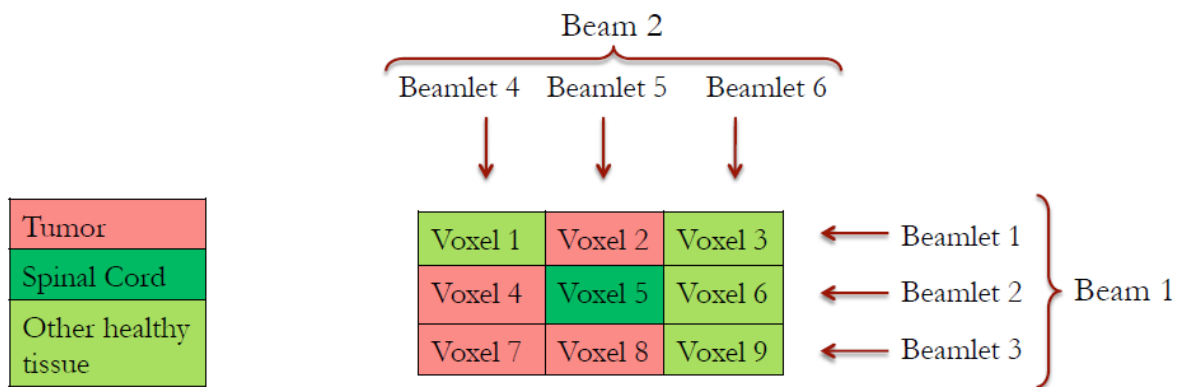 Beam 2
Beamlet 4 Beamlet 5 Beamlet 6
Tumor
Spinal Cord
Other healthy
tissue
Voxel 1 Voxel 2 Voxel 3
Voxel 4 Voxel 5 Voxel 6
Voxel 7 Voxel 8 Voxel 9
Beamlet 1
Beamlet 2
Beamlet 3
Beam 1